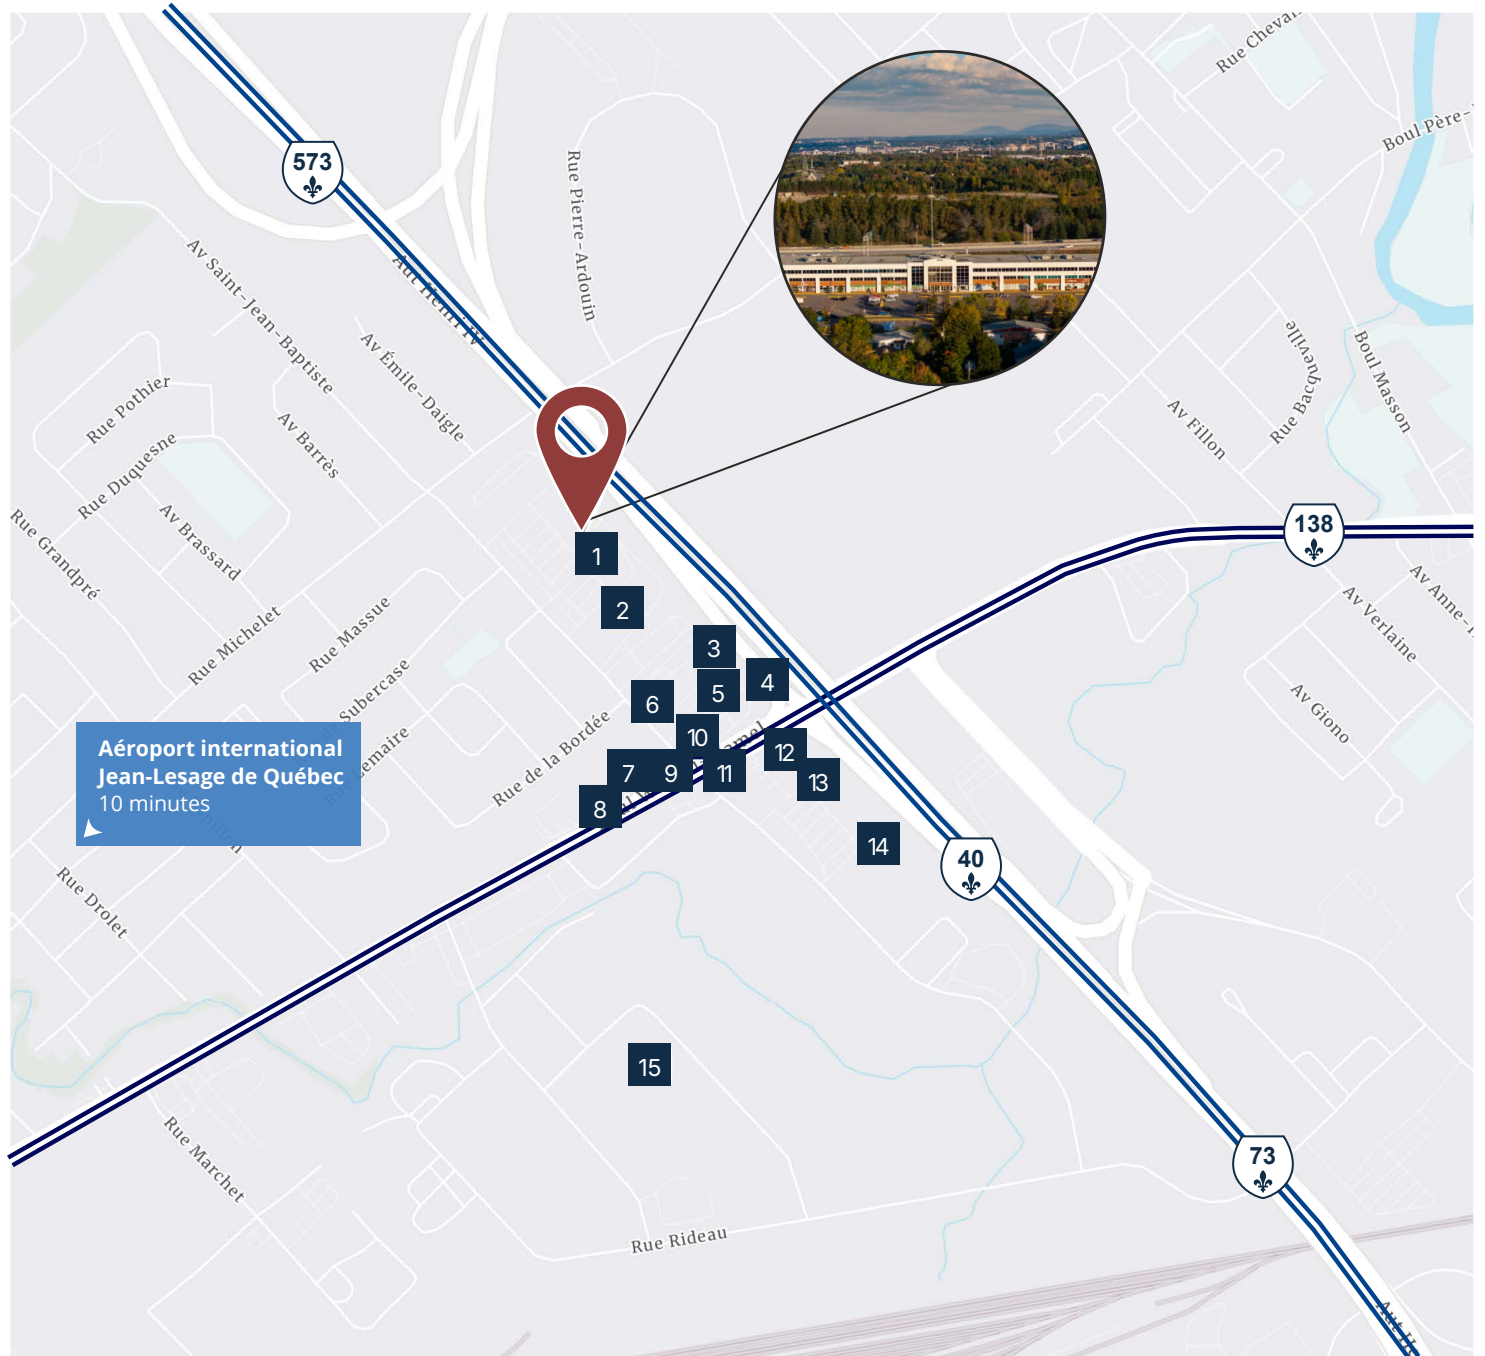 Rue Cheval
Boul Père-
573
Rue Pierre-Ardouin
Av Saint-Jean-Baptiste
Aut Henri IV
Av Émile-Daigle
Rue Pothier
Av Barrès
Rue Duquesne
Av Brassard
Rue Grandpré
Rue Bacqueville
Boul Masson
Av Fillon
138
Av Anne-
Av Verlaine
Av Giono
Rue Michelet
Rue Massue
Subercase
Lemaire
Rue de la Bordée
1
2
3
4
5
6
10
7
9
11
12
8
13
14
Aéroport international
Jean-Lesage de Québec
10 minutes
40
Rue Drolet
15
Rue Marchet
Rue Rideau
73
Aut H